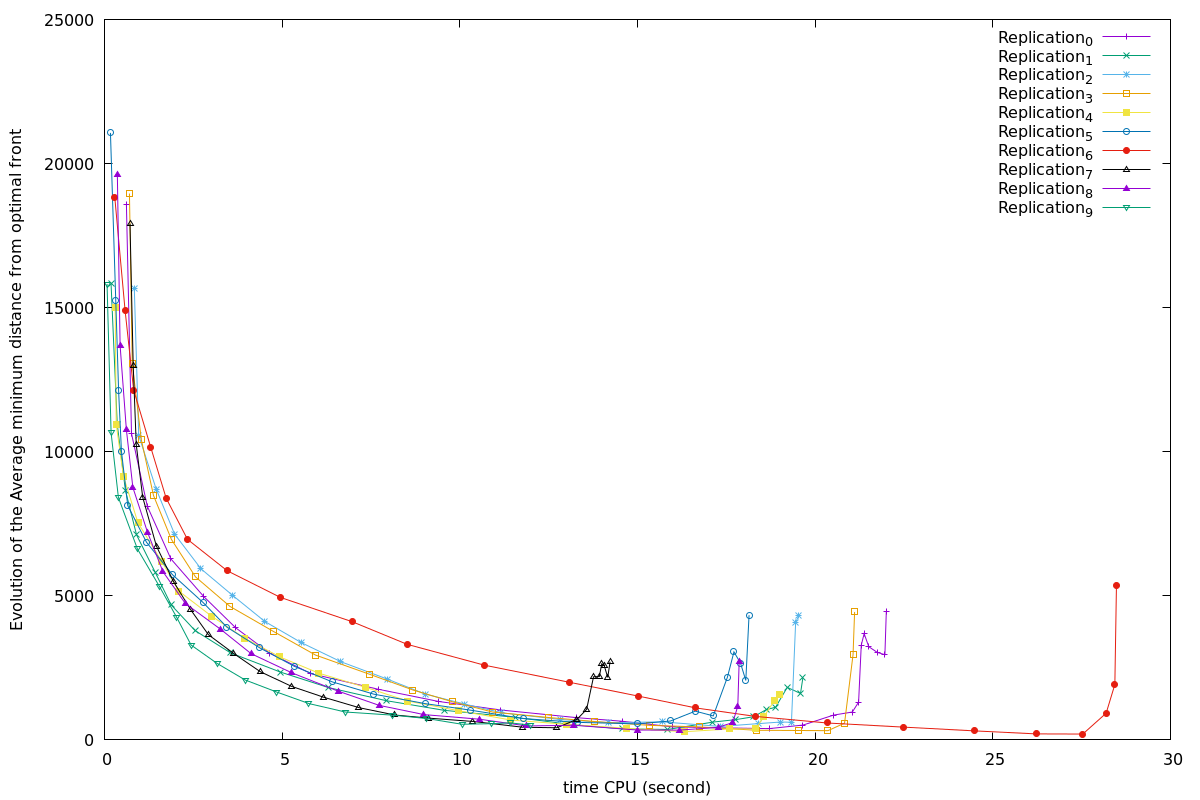 25000
20000
15000
10000
5000
0
Evolution of the Average minimum distance from optimal front
0 5 10 15 20 25 30
time CPU (second)
Replication0
Replication1
Replication2
Replication3
Replication4
Replication5
Replication6
Replication7
Replication8
Replication9